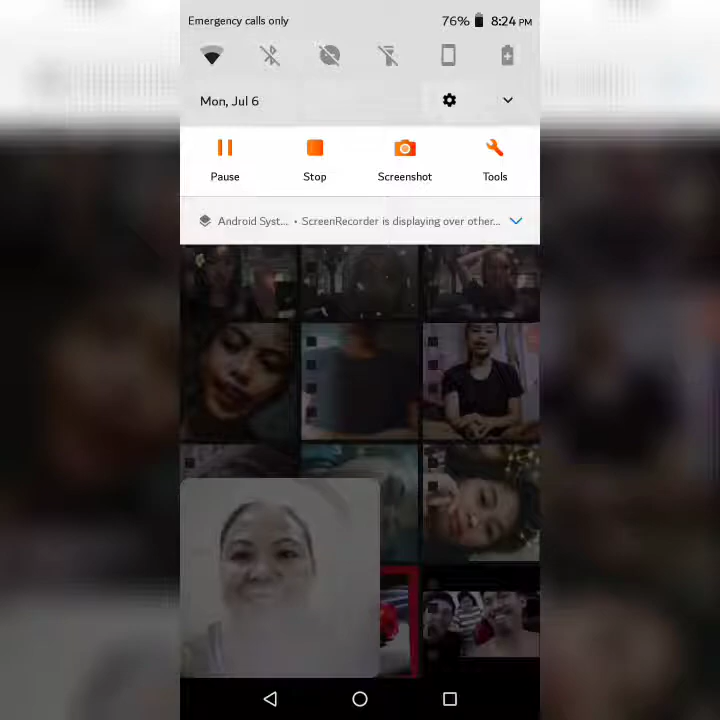 Emergency calls only 76% 8:24 PM
Mon, Jul 6
Pause Stop Screenshot Tools
Android Syst... • ScreenRecorder is displaying over other...